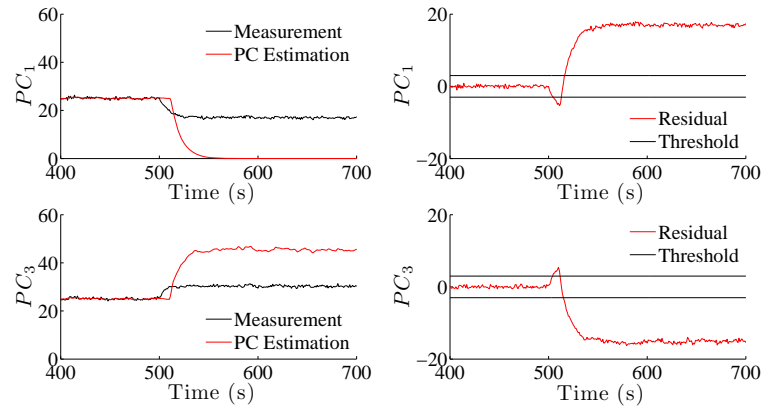 60
40
20
0
PC1
Measurement
PC Estimation
400 500 600 700
Time (s)
20
0
−20
PC1
Residual
Threshold
400 500 600 700
Time (s)
60
40
20
0
PC3
Measurement
PC Estimation
400 500 600 700
Time (s)
20
0
−20
PC3
Residual
Threshold
400 500 600 700
Time (s)